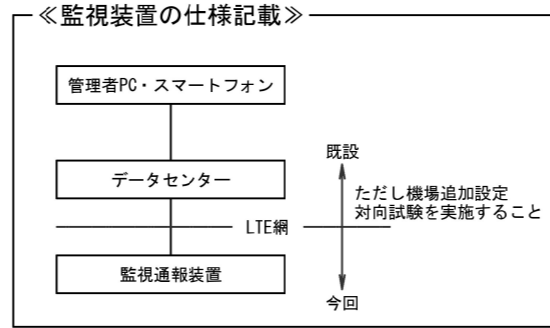 ≪監視装置の仕様記載≫
管理者PC・スマートフォン
既設
データセンター
ただし機場追加設定
対向試験を実施すること
LTE網
監視通報装置
今回